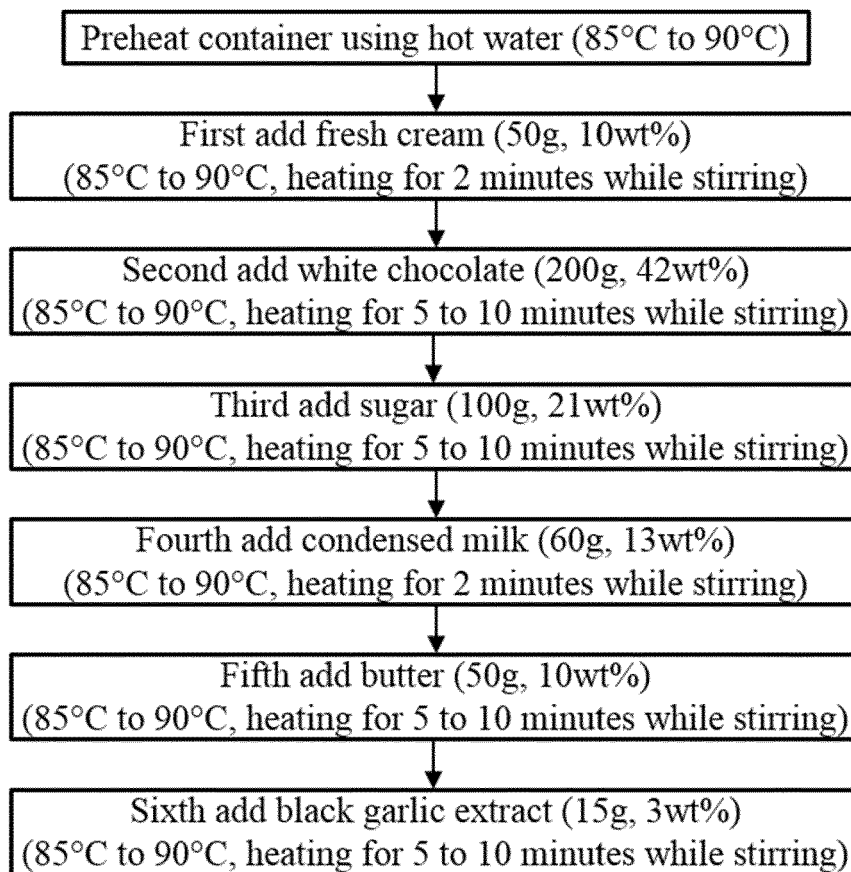 Preheat container using hot water (85°C to 90°C)
First add fresh cream (50g, 10wt%)
(85°C to 90°C, heating for 2 minutes while stirring)
Second add white chocolate (200g, 42wt%)
(85°C to 90°C, heating for 5 to 10 minutes while stirring)
Third add sugar (100g, 21wt%)
(85°C to 90°C, heating for 5 to 10 minutes while stirring)
Fourth add condensed milk (60g, 13wt%)
(85°C to 90°C, heating for 2 minutes while stirring)
Fifth add butter (50g, 10wt%)
(85°C to 90°C, heating for 5 to 10 minutes while stirring)
Sixth add black garlic extract (15g, 3wt%)
(85°C to 90°C, heating for 5 to 10 minutes while stirring)